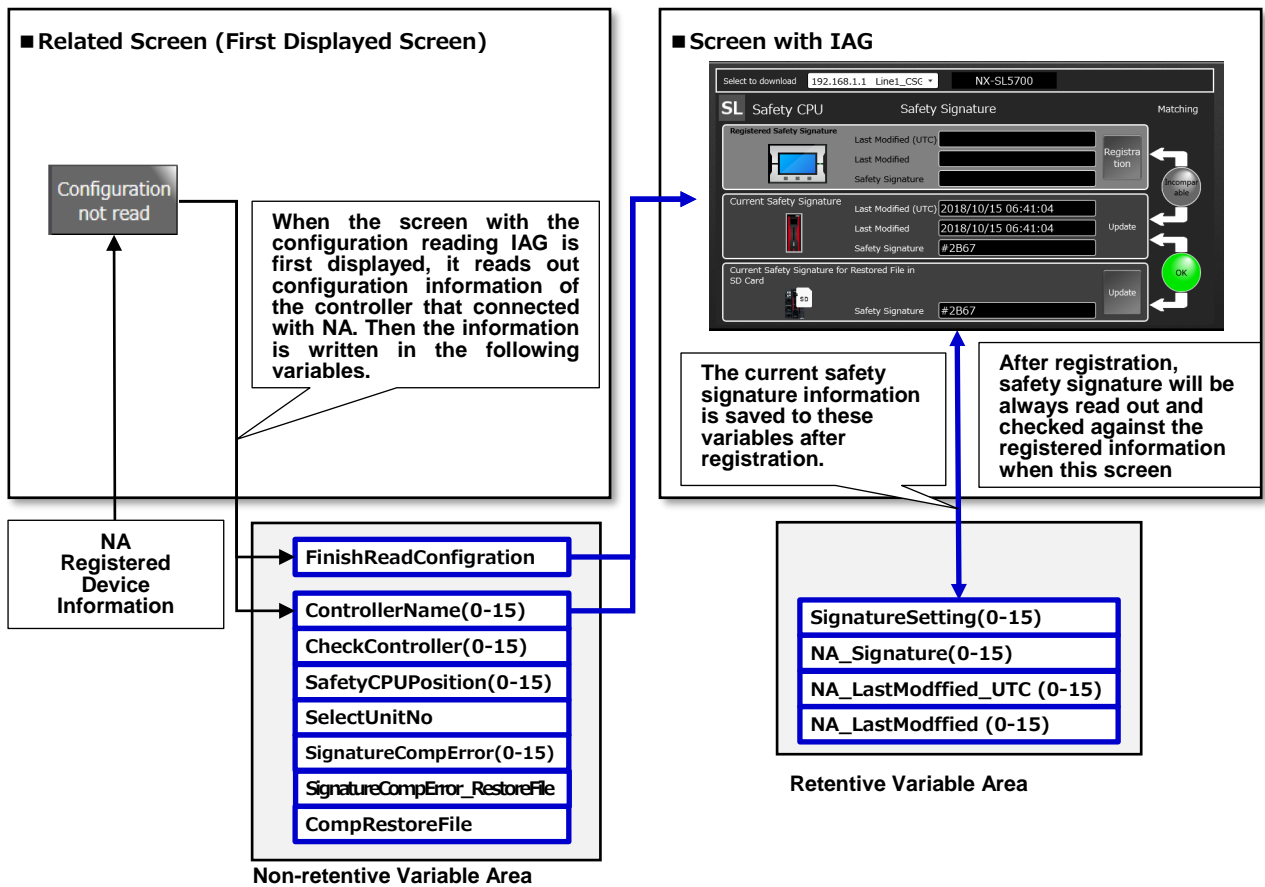 ■Related Screen (First Displayed Screen)
Configuration
not read
When the screen with the
configuration reading IAG is
first displayed, it reads out
configuration information of
the controller that connected
with NA. Then the information
is written in the following
variables.
NA
Registered
Device
Information
FinishReadConfigration
ControllerName(0-15)
CheckController(0-15)
SafetyCPUPosition(0-15)
SelectUnitNo
SignatureCompError(0-15)
SignatureCompError_RestoreFile
CompRestoreFile
Non-retentive Variable Area
■Screen with IAG
Select to download 192.168.1.1 Line1_CSG NX-SL5700
SL Safety CPU Safety Signature Matching
Registered Safety Signature
Last Modified (UTC)
Last Modified
Safety Signature
Registra
tion
Incompar
able
Current Safety Signature
Last Modified (UTC) 2018/10/15 06:41:04
Last Modified 2018/10/15 06:41:04
Safety Signature #2B67
Update
OK
Current Safety Signature for Restored File in
SD Card
SD
Safety Signature #2B67
Update
The current safety
signature information
is saved to these
variables after
registration.
After registration,
safety signature will be
always read out and
checked against the
registered information
when this screen
SignatureSetting(0-15)
NA_Signature(0-15)
NA_LastModffied_UTC (0-15)
NA_LastModffied (0-15)
Retentive Variable Area